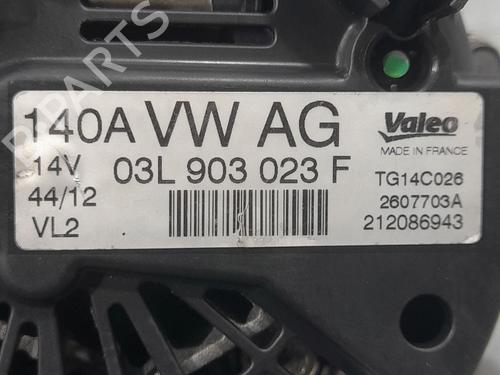 140A VW AG
Valeo
MADE IN FRANCE
14V
03L 903 023 F
TG14C026
44/12
2607703A
VL2
212086943